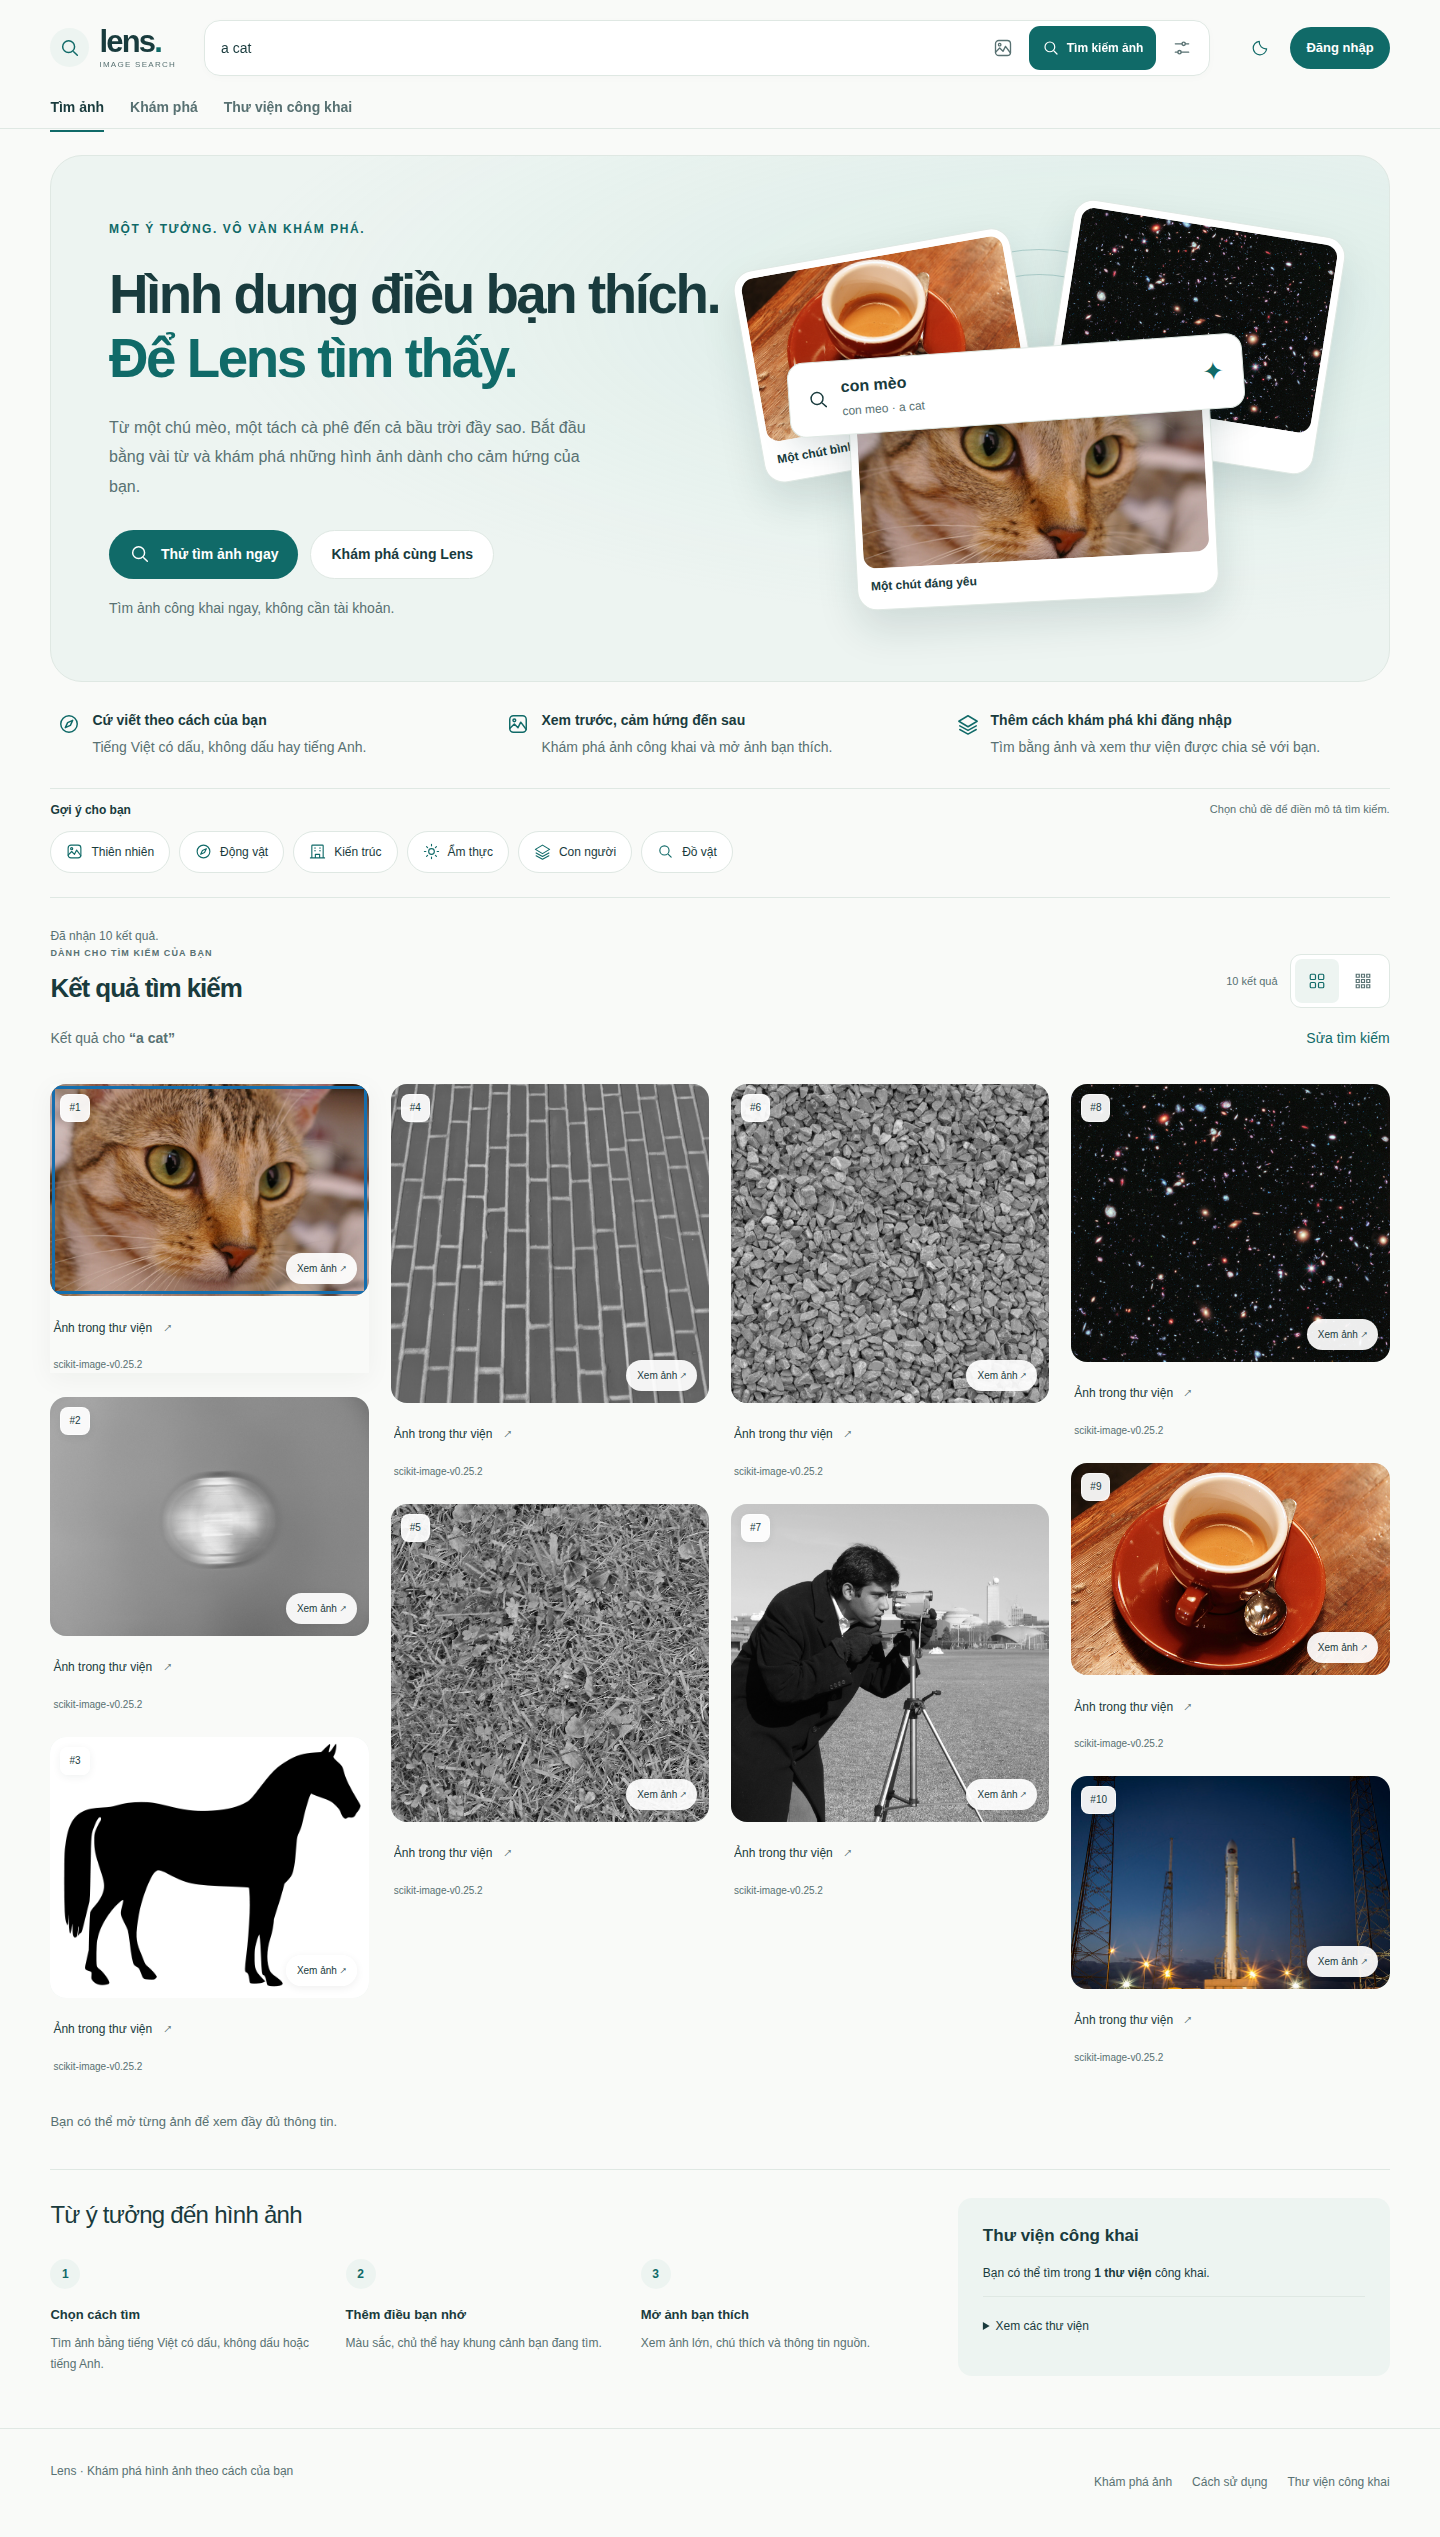 lens.
IMAGE SEARCH
a cat
Tìm kiếm ảnh
Đăng nhập
Tìm ảnh
Khám phá
Thư viện công khai
MỘT Ý TƯỞNG. VÔ VÀN KHÁM PHÁ.
Hình dung điều bạn thích.
Để Lens tìm thấy.
Từ một chú mèo, một tách cà phê đến cả bầu trời đầy sao. Bắt đầu
bằng vài từ và khám phá những hình ảnh dành cho cảm hứng của
bạn.
Thử tìm ảnh ngay
Khám phá cùng Lens
Tìm ảnh công khai ngay, không cần tài khoản.
con mèo
con meo · a cat
Một chút
Một chút đáng yêu
Cứ viết theo cách của bạn
Tiếng Việt có dấu, không dấu hay tiếng Anh.
Xem trước, cảm hứng đến sau
Khám phá ảnh công khai và mở ảnh bạn thích.
Thêm cách khám phá khi đăng nhập
Tìm bằng ảnh và xem thư viện được chia sẻ với bạn.
Gợi ý cho bạn
Chọn chủ đề để điền mô tả tìm kiếm.
Thiên nhiên
Động vật
Kiến trúc
Ẩm thực
Con người
Đồ vật
Đã nhận 10 kết quả.
DÀNH CHO TÌM KIẾM CỦA BẠN
Kết quả tìm kiếm
10 kết quả
Kết quả cho “a cat”
Sửa tìm kiếm
#1
Xem ảnh ↗
Ảnh trong thư viện ↗
scikit-image-v0.25.2
#2
Xem ảnh ↗
Ảnh trong thư viện ↗
scikit-image-v0.25.2
#3
Xem ảnh ↗
Ảnh trong thư viện ↗
scikit-image-v0.25.2
#4
Xem ảnh ↗
Ảnh trong thư viện ↗
scikit-image-v0.25.2
#5
Xem ảnh ↗
Ảnh trong thư viện ↗
scikit-image-v0.25.2
#6
Xem ảnh ↗
Ảnh trong thư viện ↗
scikit-image-v0.25.2
#7
Xem ảnh ↗
Ảnh trong thư viện ↗
scikit-image-v0.25.2
#8
Xem ảnh ↗
Ảnh trong thư viện ↗
scikit-image-v0.25.2
#9
Xem ảnh ↗
Ảnh trong thư viện ↗
scikit-image-v0.25.2
#10
Xem ảnh ↗
Ảnh trong thư viện ↗
scikit-image-v0.25.2
Bạn có thể mở từng ảnh để xem đầy đủ thông tin.
Từ ý tưởng đến hình ảnh
1
Chọn cách tìm
Tìm ảnh bằng tiếng Việt có dấu, không dấu hoặc
tiếng Anh.
2
Thêm điều bạn nhớ
Màu sắc, chủ thể hay khung cảnh bạn đang tìm.
3
Mở ảnh bạn thích
Xem ảnh lớn, chú thích và thông tin nguồn.
Thư viện công khai
Bạn có thể tìm trong 1 thư viện công khai.
Xem các thư viện
Lens · Khám phá hình ảnh theo cách của bạn
Khám phá ảnh
Cách sử dụng
Thư viện công khai